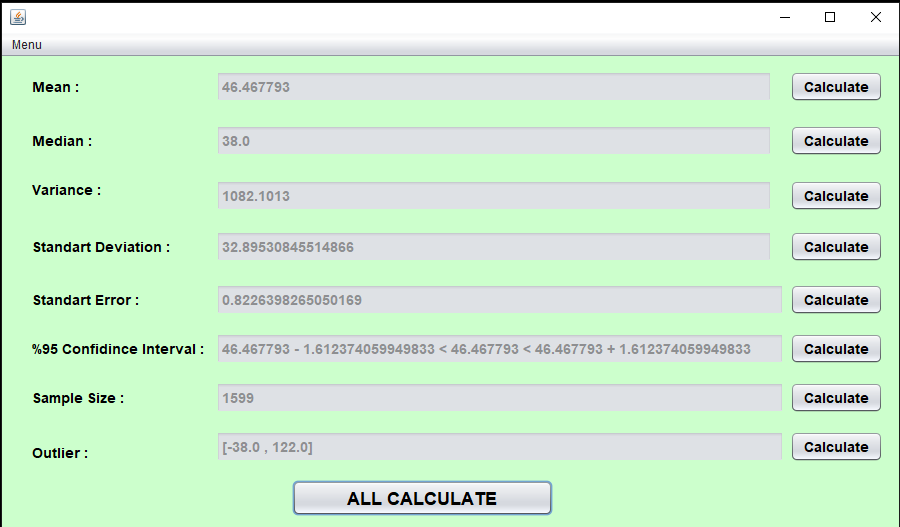 Menu
Mean : 46.467793 Calculate
Median : 38.0 Calculate
Variance : 1082.1013 Calculate
Standart Deviation : 32.89530845514866 Calculate
Standart Error : 0.8226398265050169 Calculate
%95 Confidince Interval : 46.467793 - 1.612374059949833 < 46.467793 < 46.467793 + 1.612374059949833 Calculate
Sample Size : 1599 Calculate
Outlier : [-38.0 , 122.0] Calculate
ALL CALCULATE